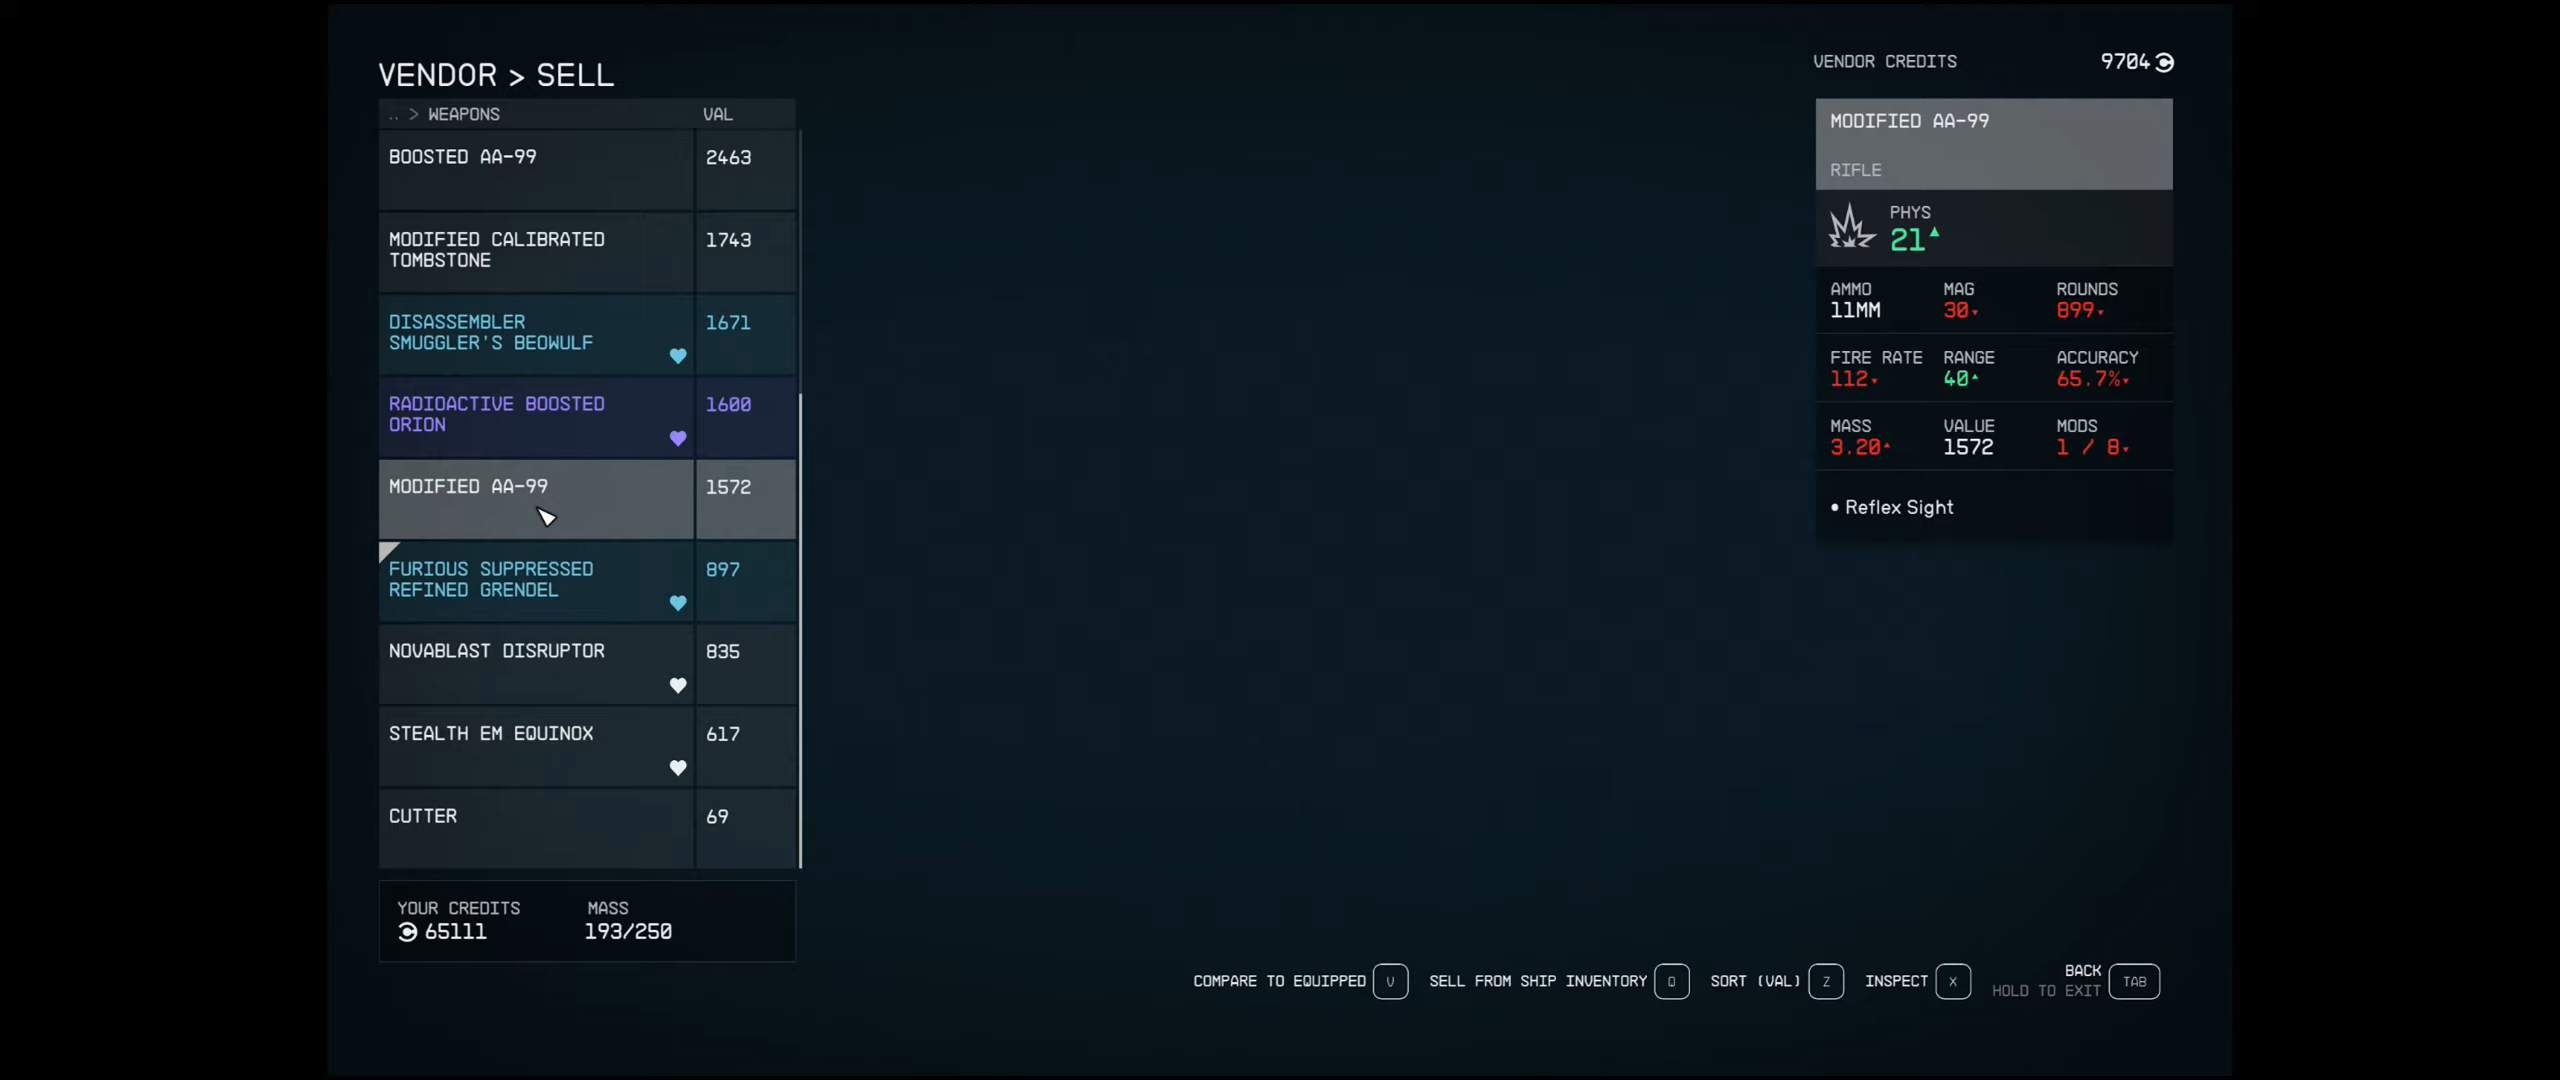 VENDOR > SELL
.. > WEAPONS VAL
BOOSTED AA-99 2463
MODIFIED CALIBRATED TOMBSTONE 1743
DISASSEMBLER SMUGGLER'S BEOWULF 1671
RADIOACTIVE BOOSTED ORION 1600
MODIFIED AA-99 1572
FURIOUS SUPPRESSED REFINED GRENDEL 897
NOVABLAST DISRUPTOR 835
STEALTH EM EQUINOX 617
CUTTER 69
YOUR CREDITS MASS
65111 193/250
VENDOR CREDITS 9704
MODIFIED AA-99
RIFLE
PHYS
21
AMMO MAG ROUNDS
11MM 30 899
FIRE RATE RANGE ACCURACY
112 40 65.7%
MASS VALUE MODS
3.20 1572 1 / 8
• Reflex Sight
COMPARE TO EQUIPPED V SELL FROM SHIP INVENTORY Q SORT (VAL) Z INSPECT X BACK TAB
HOLD TO EXIT